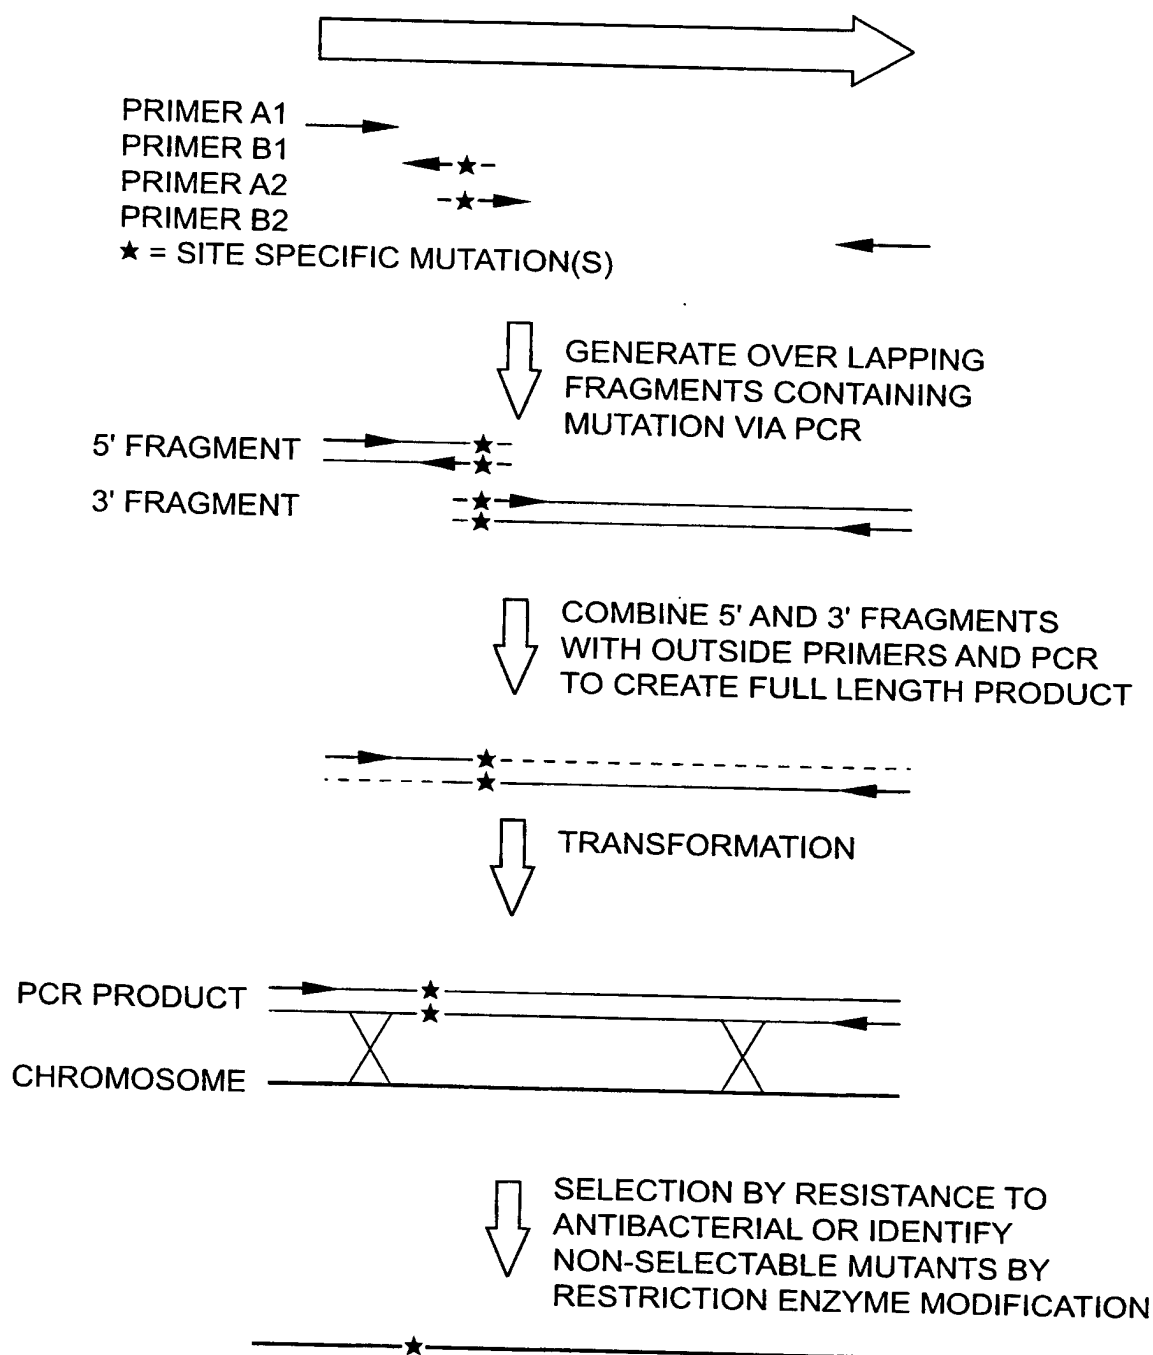 PRIMER A1
PRIMER B1
PRIMER A2
PRIMER B2
★ = SITE SPECIFIC MUTATION(S)
GENERATE OVER LAPPING
FRAGMENTS CONTAINING
MUTATION VIA PCR
5' FRAGMENT
3' FRAGMENT
COMBINE 5' AND 3' FRAGMENTS
WITH OUTSIDE PRIMERS AND PCR
TO CREATE FULL LENGTH PRODUCT
TRANSFORMATION
PCR PRODUCT
CHROMOSOME
SELECTION BY RESISTANCE TO
ANTIBACTERIAL OR IDENTIFY
NON-SELECTABLE MUTANTS BY
RESTRICTION ENZYME MODIFICATION